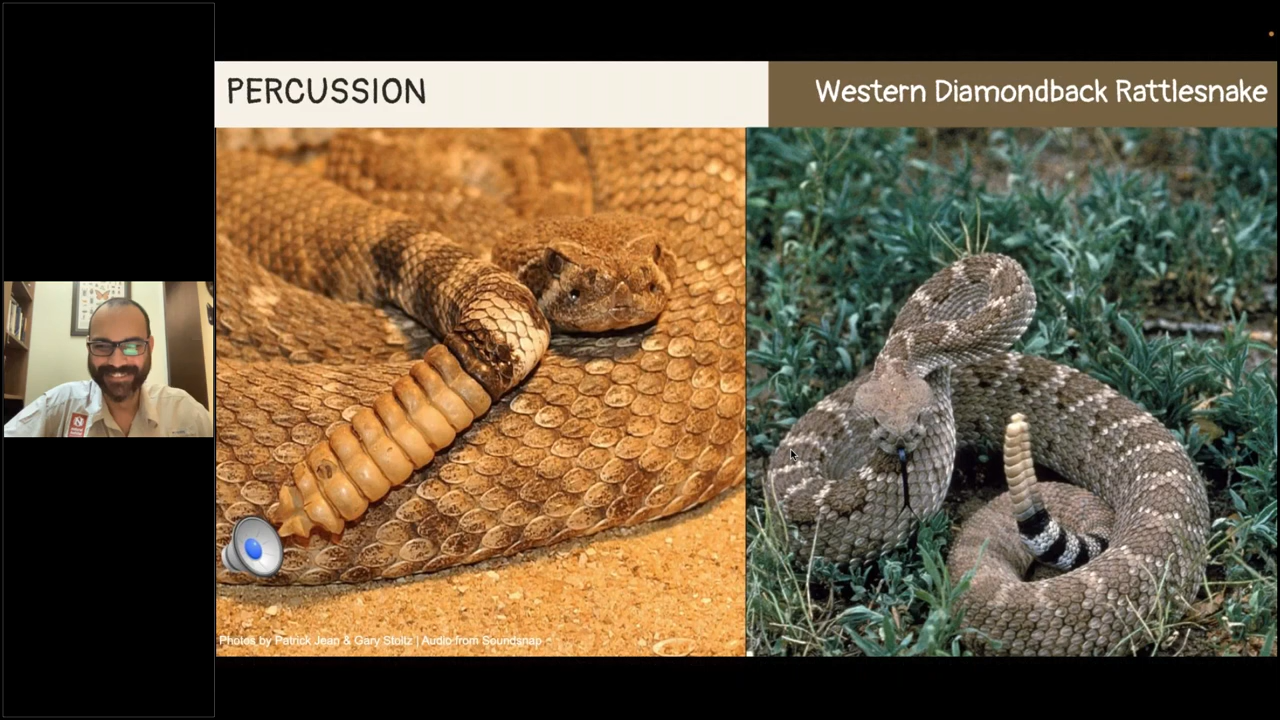 PERCUSSION
Western Diamondback Rattlesnake
Photos by Patrick Jean & Gary Stoltz | Audio from Soundsnap